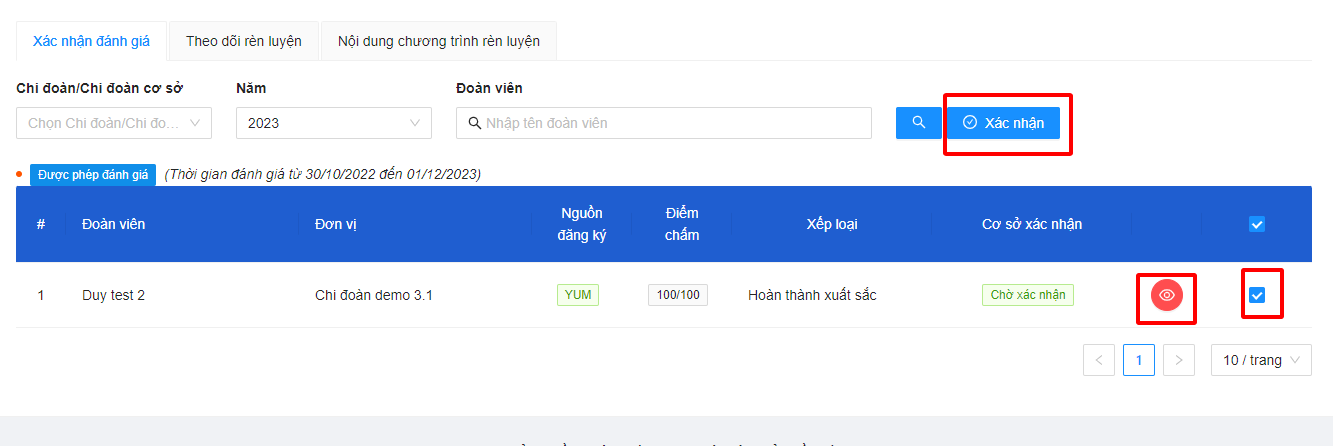 Xác nhận đánh giá Theo dõi rèn luyện Nội dung chương trình rèn luyện
Chi đoàn/Chi đoàn cơ sở Năm Đoàn viên
Chọn Chi đoàn/Chi đo... 2023 Nhập tên đoàn viên Xác nhận
Được phép đánh giá (Thời gian đánh giá từ 30/10/2022 đến 01/12/2023)
# Đoàn viên Đơn vị Nguồn đăng ký Điểm chấm Xếp loại Cơ sở xác nhận
1 Duy test 2 Chi đoàn demo 3.1 YUM 100/100 Hoàn thành xuất sắc Chờ xác nhận
< 1 > 10 / trang